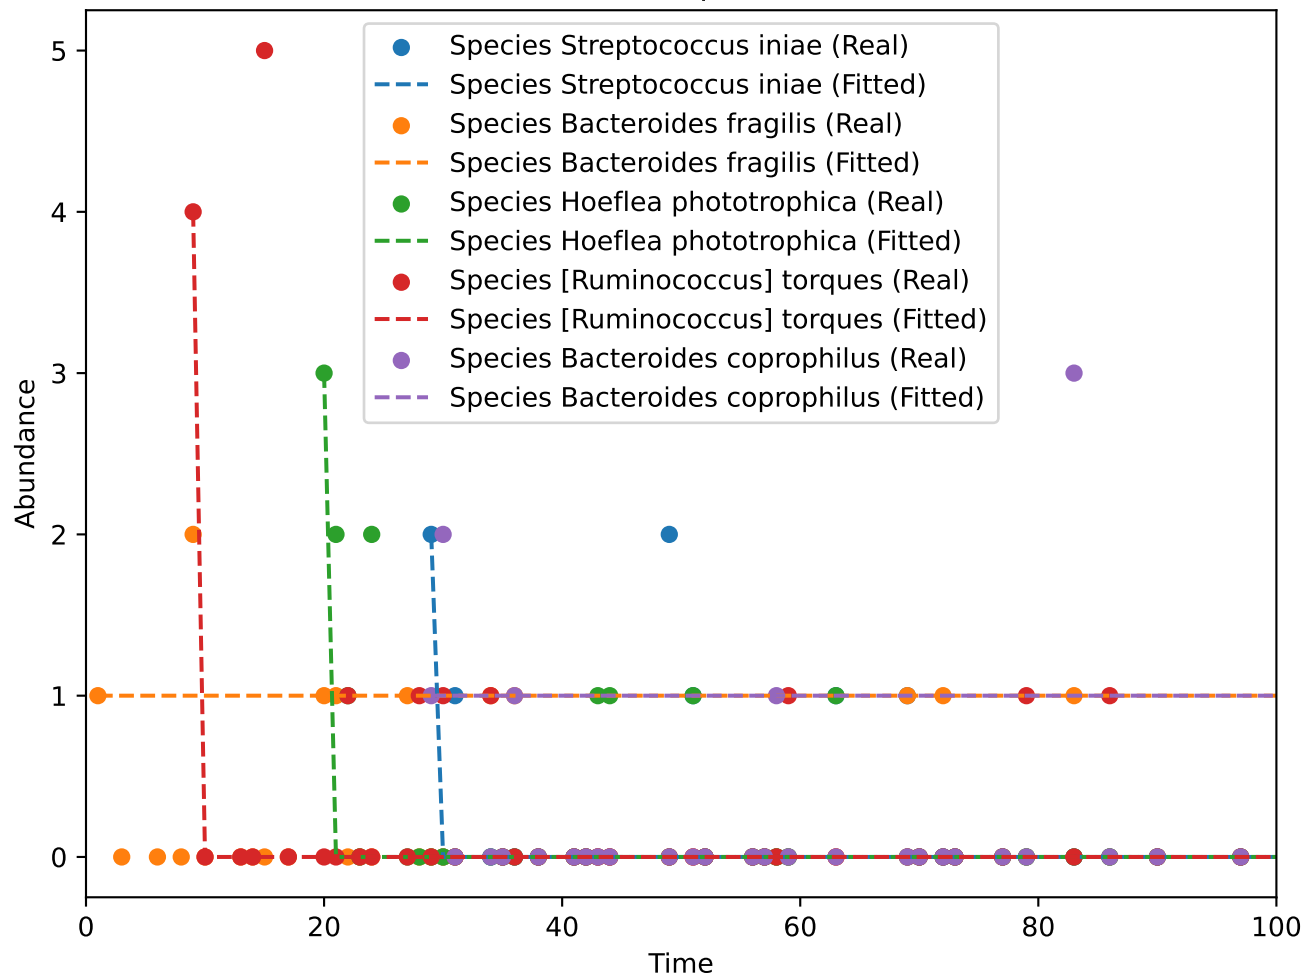 5
4
3
2
1
0
Abundance
Species Streptococcus iniae (Real)
Species Streptococcus iniae (Fitted)
Species Bacteroides fragilis (Real)
Species Bacteroides fragilis (Fitted)
Species Hoeflea phototrophica (Real)
Species Hoeflea phototrophica (Fitted)
Species [Ruminococcus] torques (Real)
Species [Ruminococcus] torques (Fitted)
Species Bacteroides coprophilus (Real)
Species Bacteroides coprophilus (Fitted)
0 20 40 60 80 100
Time